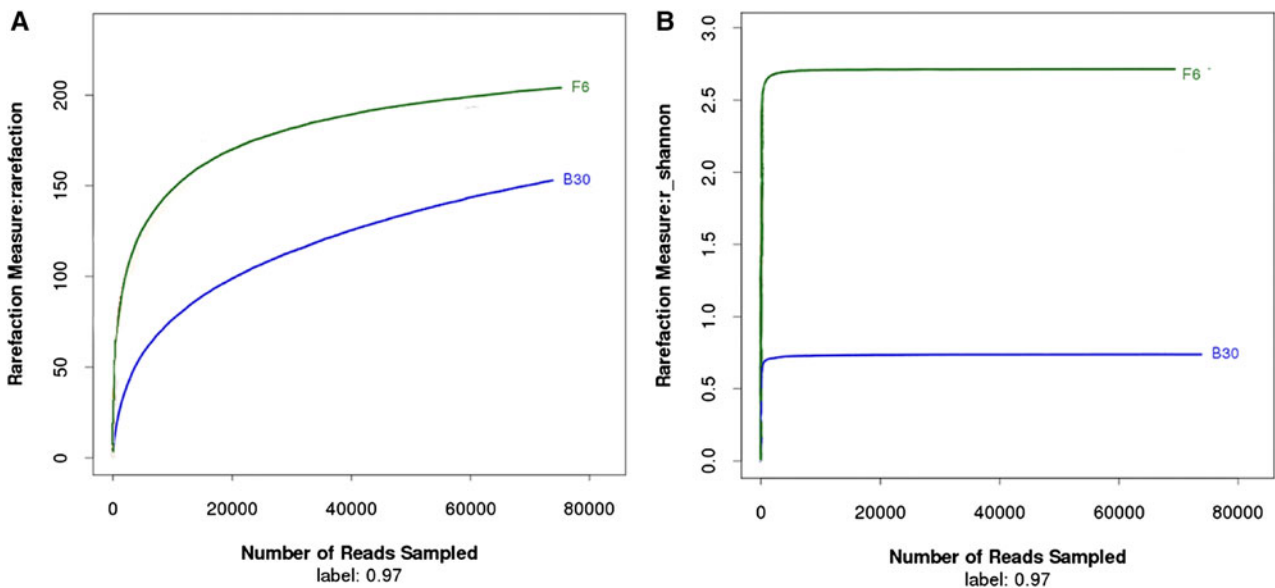 A
Rarefaction Measure:rarefaction
200
150
100
50
0
F6
B30
0 20000 40000 60000 80000
Number of Reads Sampled
label: 0.97
B
Rarefaction Measure:r_shannon
3.0
2.5
2.0
1.5
1.0
0.5
0.0
F6
B30
0 20000 40000 60000 80000
Number of Reads Sampled
label: 0.97